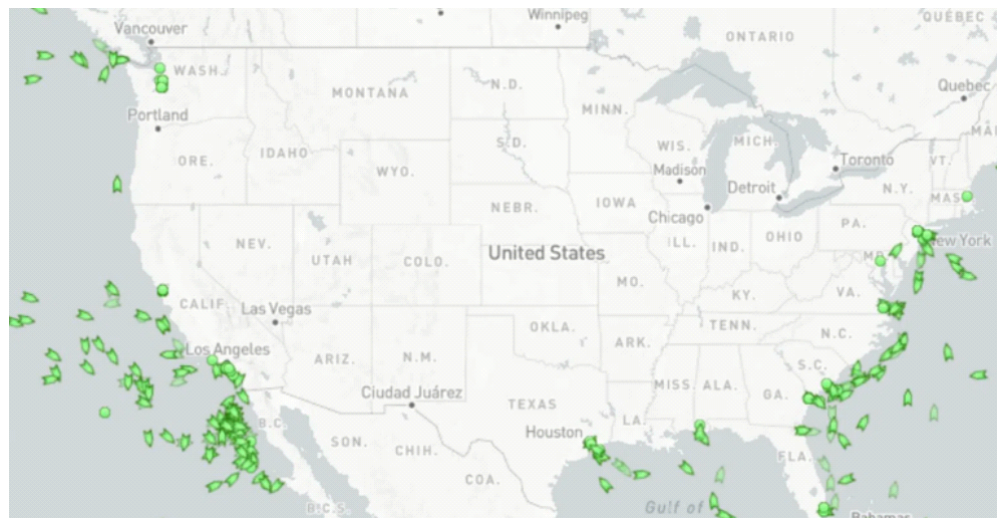 Winnipeg
QUÉBEC
Vancouver
ONTARIO
WASH.
MONTANA
N.D.
MINN.
Quebec
Portland
ORE.
IDAHO
S.D.
WIS.
MICH.
Toronto
VT.
WYO.
Madison
Detroit
N.Y.
MAS
NEBR.
IOWA
Chicago
PA.
NEV.
UTAH
COLO.
United States
ILL.
IND.
OHIO
New York
MO.
KY.
VA.
CALIF.
Las Vegas
OKLA.
TENN.
N.C.
Los Angeles
ARIZ.
N.M.
ARK.
S.C.
Ciudad Juárez
TEXAS
MISS.
ALA.
GA.
B.C.
SON.
CHIH.
Houston
LA.
FLA.
COA.
B.C.S.
Gulf of
Bahamas